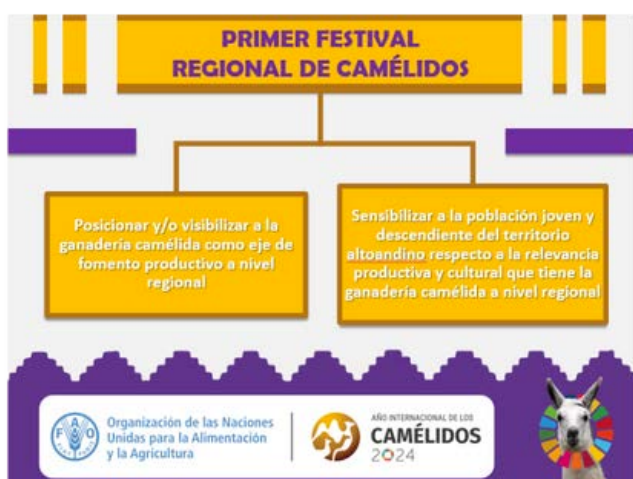 PRIMER FESTIVAL
REGIONAL DE CAMÉLIDOS
Posicionar y/o visibilizar a la
ganadería camélida como eje de
fomento productivo a nivel
regional
Sensibilizar a la población joven y
descendiente del territorio
altoandino respecto a la relevancia
productiva y cultural que tiene la
ganadería camélida a nivel regional
FAO
Organización de las Naciones
Unidas para la Alimentación
y la Agricultura
AÑO INTERNACIONAL DE LOS
CAMÉLIDOS
2024